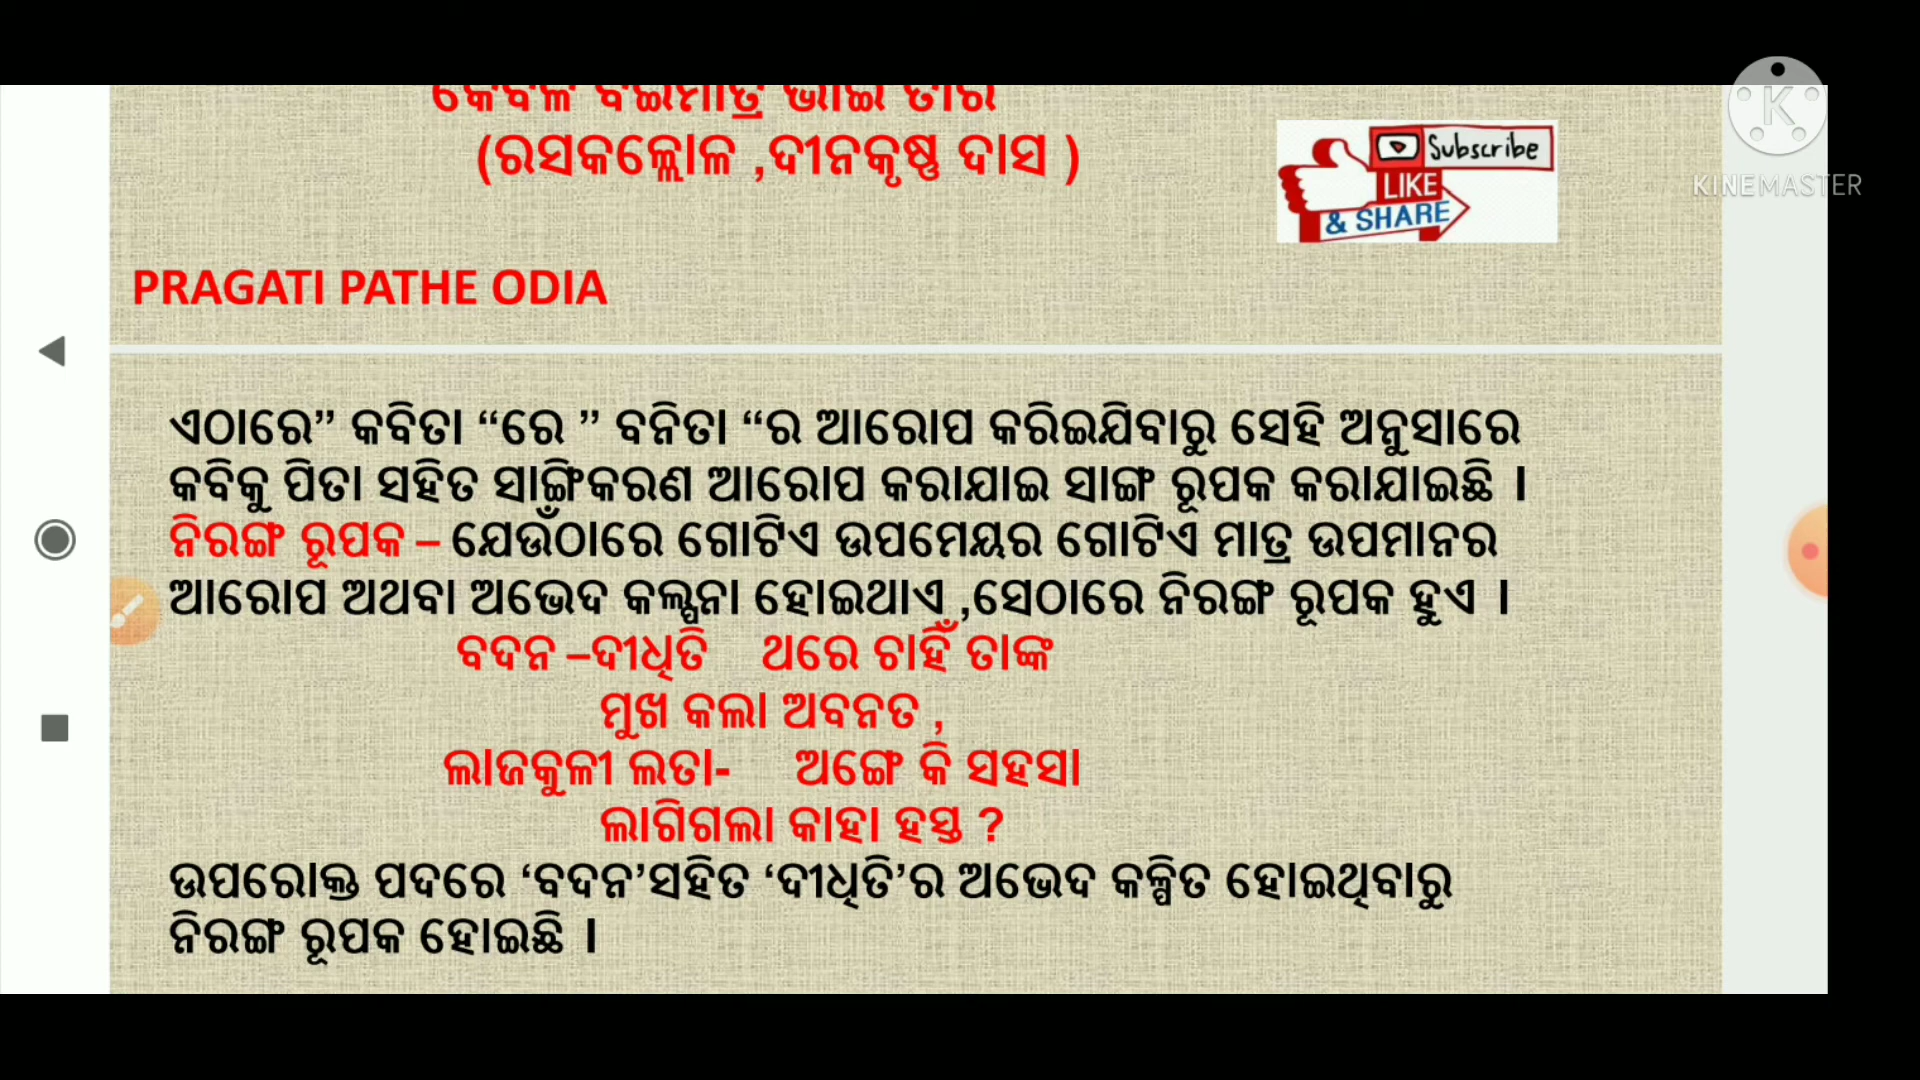 (ରସକଲ୍ଲୋଳ ,ଦୀନକୃଷ୍ଣ ଦାସ )
Subscribe
LIKE
& SHARE
KINEMASTER
PRAGATI PATHE ODIA
ଏଠାରେ” କବିତା “ରେ ” ବନିତା “ର ଆରୋପ କରିଇଯିବାରୁ ସେହି ଅନୁସାରେ
କବିକୁ ପିତା ସହିତ ସାଙ୍ଗିକରଣ ଆରୋପ କରାଯାଇ ସାଙ୍ଗ ରୂପକ କରାଯାଇଛି ।
ନିରଙ୍ଗ ରୂପକ – ଯେଉଁଠାରେ ଗୋଟିଏ ଉପମେୟର ଗୋଟିଏ ମାତ୍ର ଉପମାନର
ଆରୋପ ଅଥବା ଅଭେଦ କଳ୍ପନା ହୋଇଥାଏ ,ସେଠାରେ ନିରଙ୍ଗ ରୂପକ ହୁଏ ।
ବଦନ –ଦୀଧିତି ଥରେ ଚାହିଁ ତାଙ୍କ
ମୁଖ କଲା ଅବନତ ,
ଲାଜକୁଳୀ ଲତା- ଅଙ୍ଗେ କି ସହସା
ଲାଗିଗଲା କାହା ହସ୍ତ ?
ଉପରୋକ୍ତ ପଦରେ ‘ବଦନ’ସହିତ ‘ଦୀଧିତି’ର ଅଭେଦ କଳ୍ପିତ ହୋଇଥିବାରୁ
ନିରଙ୍ଗ ରୂପକ ହୋଇଛି ।